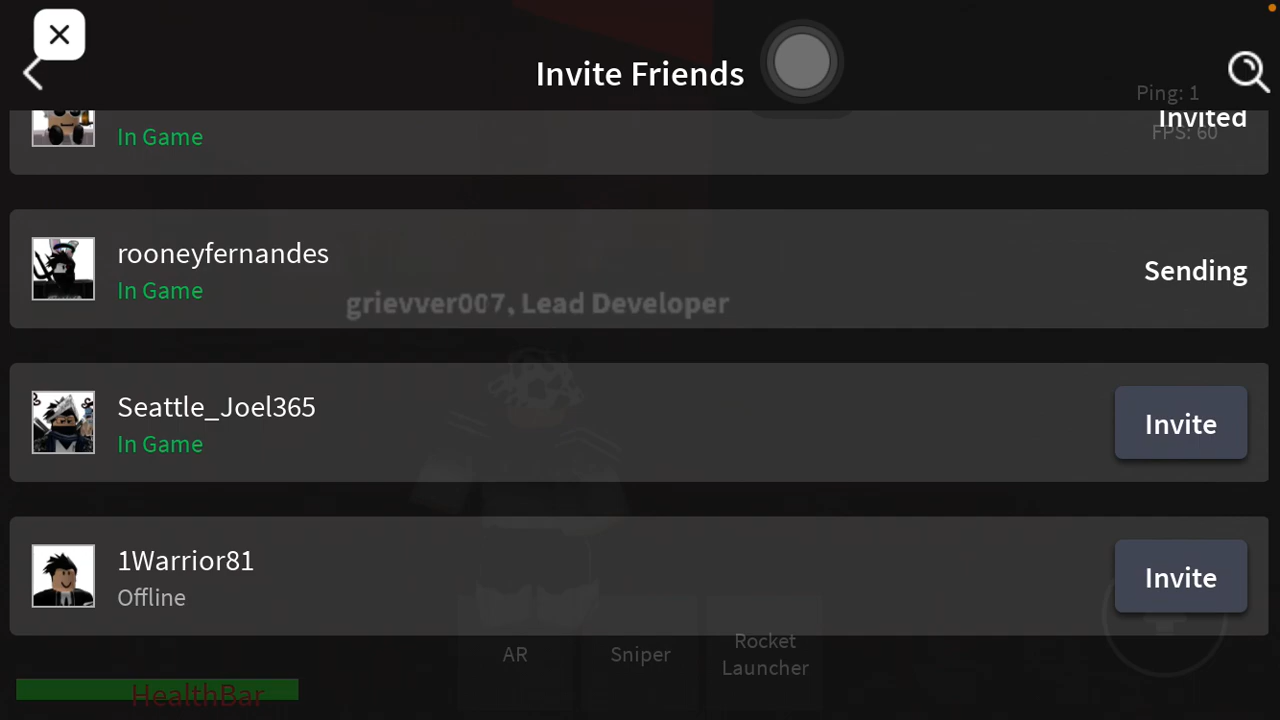 Invite Friends
Ping: 1
Invited
FPS: 60
In Game
rooneyfernandes
In Game
Sending
grievver007, Lead Developer
Seattle_Joel365
In Game
Invite
1Warrior81
Offline
Invite
AR
Sniper
Rocket
Launcher
HealthBar